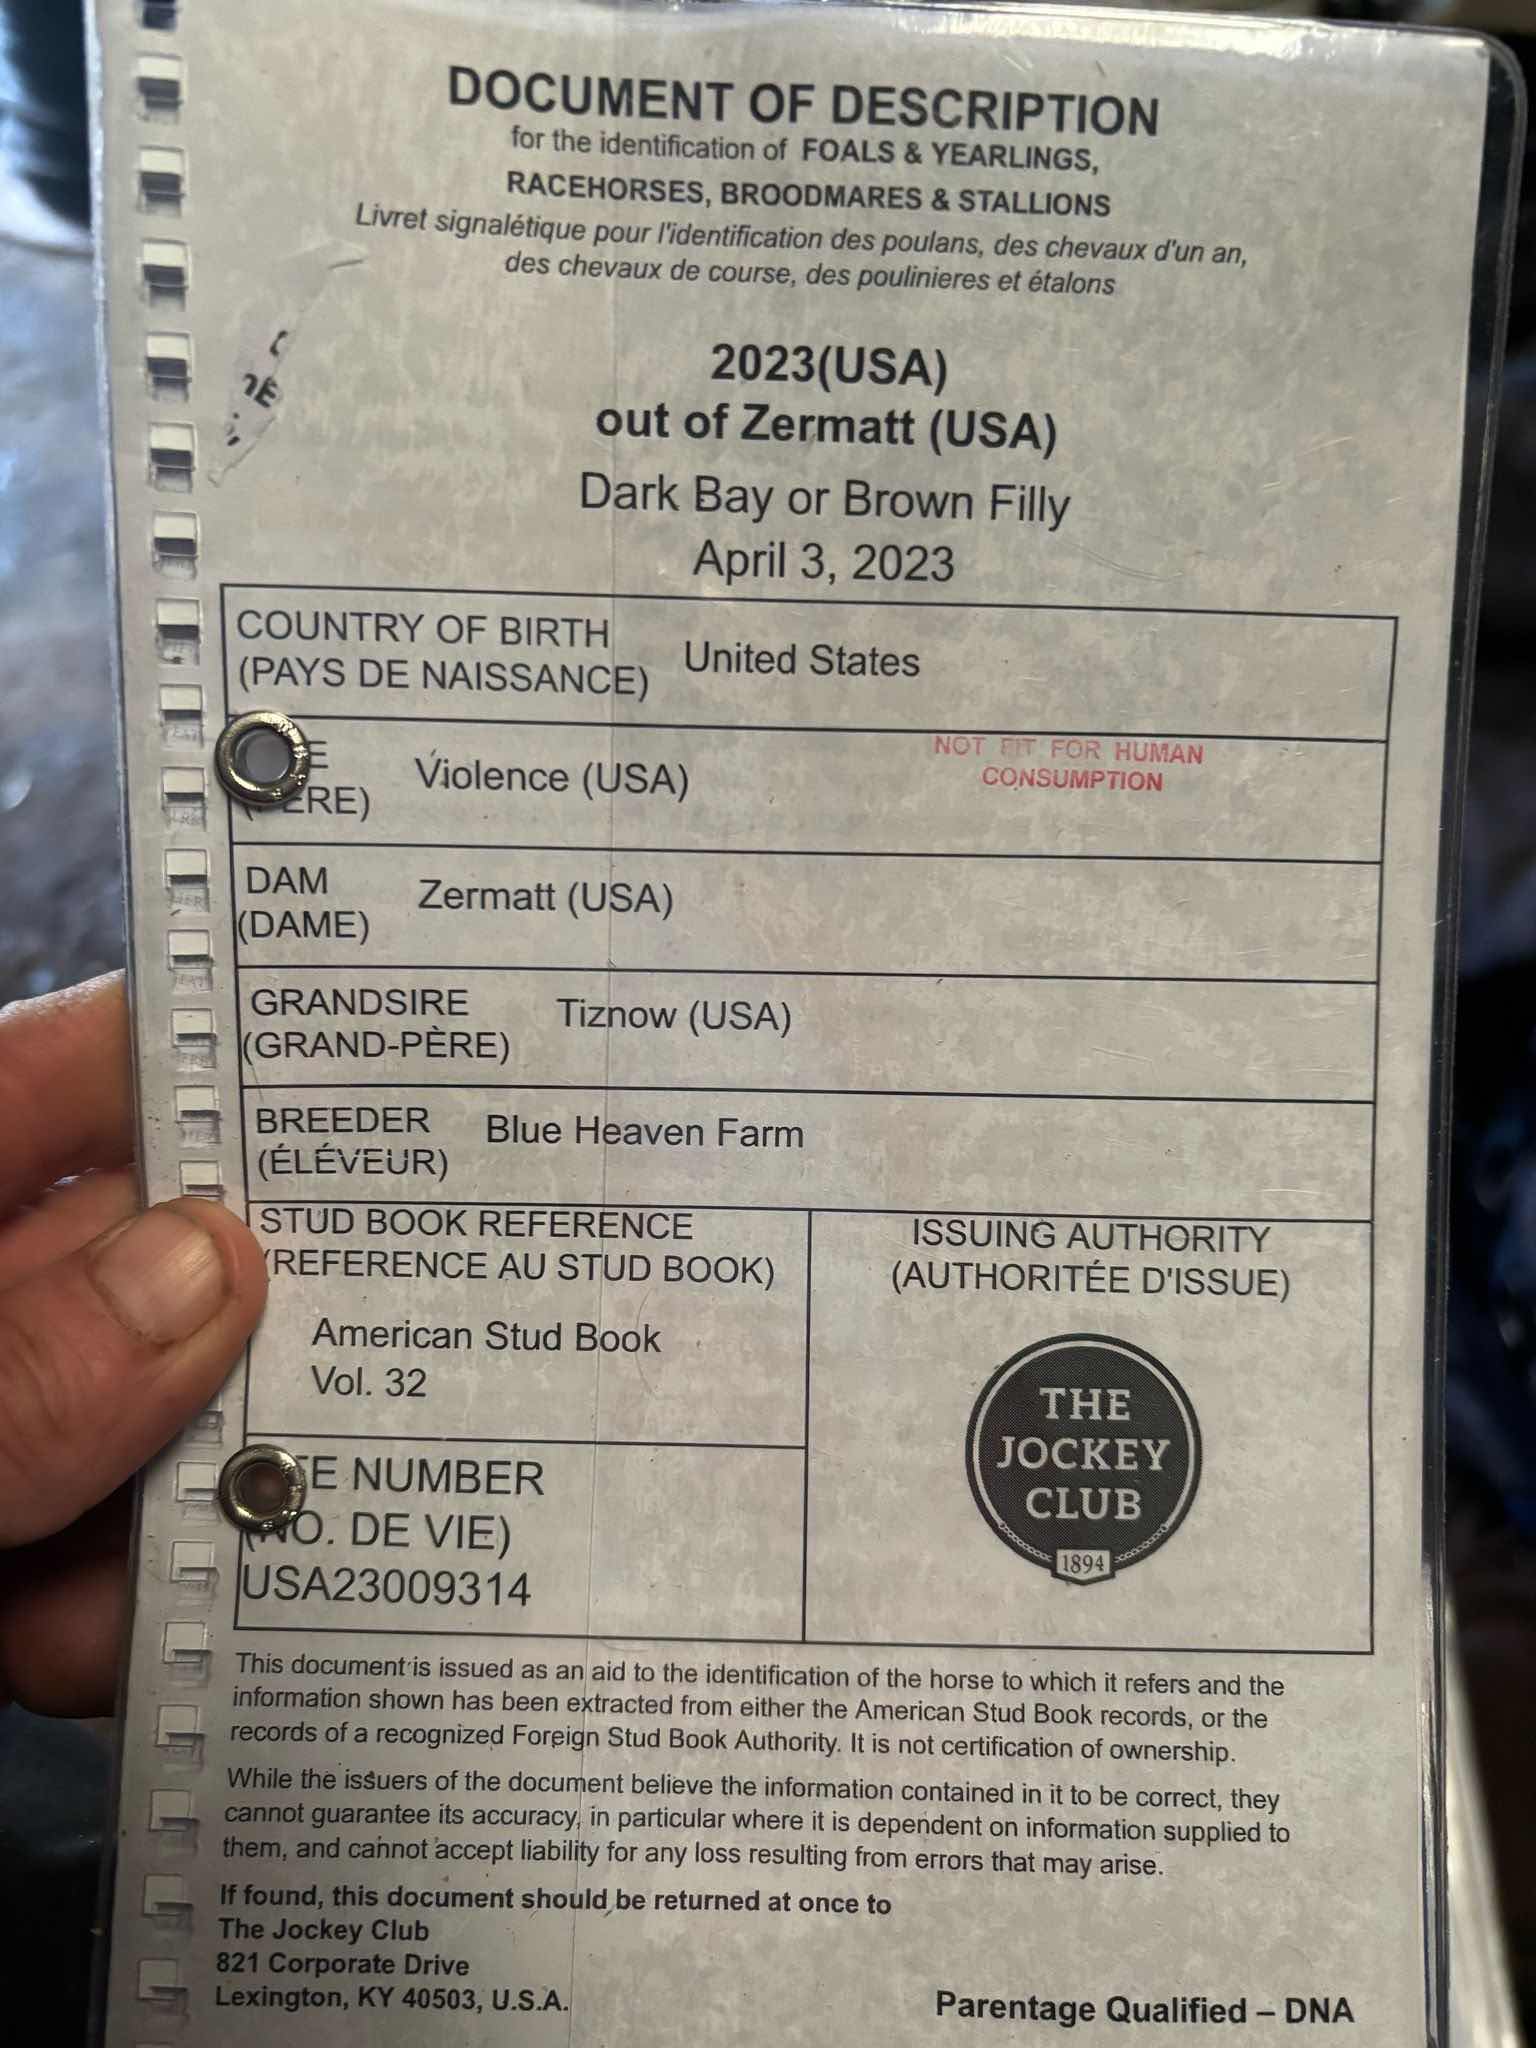 DOCUMENT OF DESCRIPTION
for the identification of FOALS & YEARLINGS,
RACEHORSES, BROODMARES & STALLIONS
Livret signalétique pour l'identification des poulans, des chevaux d'un an,
des chevaux de course, des poulinieres et étalons
2023(USA)
out of Zermatt (USA)
Dark Bay or Brown Filly
April 3, 2023
COUNTRY OF BIRTH
(PAYS DE NAISSANCE)
United States
Violence (USA)
NOT FIT FOR HUMAN
CONSUMPTION
DAM
(DAME)
Zermatt (USA)
GRANDSIRE
(GRAND-PÈRE)
Tiznow (USA)
BREEDER
(ÉLÉVEUR)
Blue Heaven Farm
STUD BOOK REFERENCE
(REFERENCE AU STUD BOOK)
American Stud Book
Vol. 32
NUMBER
(NO. DE VIE)
USA23009314
ISSUING AUTHORITY
(AUTHORITÉE D'ISSUE)
THE
JOCKEY
CLUB
1894
This document is issued as an aid to the identification of the horse to which it refers and the
information shown has been extracted from either the American Stud Book records, or the
records of a recognized Foreign Stud Book Authority. It is not certification of ownership.
While the issuers of the document believe the information contained in it to be correct, they
cannot guarantee its accuracy, in particular where it is dependent on information supplied to
them, and cannot accept liability for any loss resulting from errors that may arise.
If found, this document should be returned at once to
The Jockey Club
821 Corporate Drive
Lexington, KY 40503, U.S.A.
Parentage Qualified – DNA